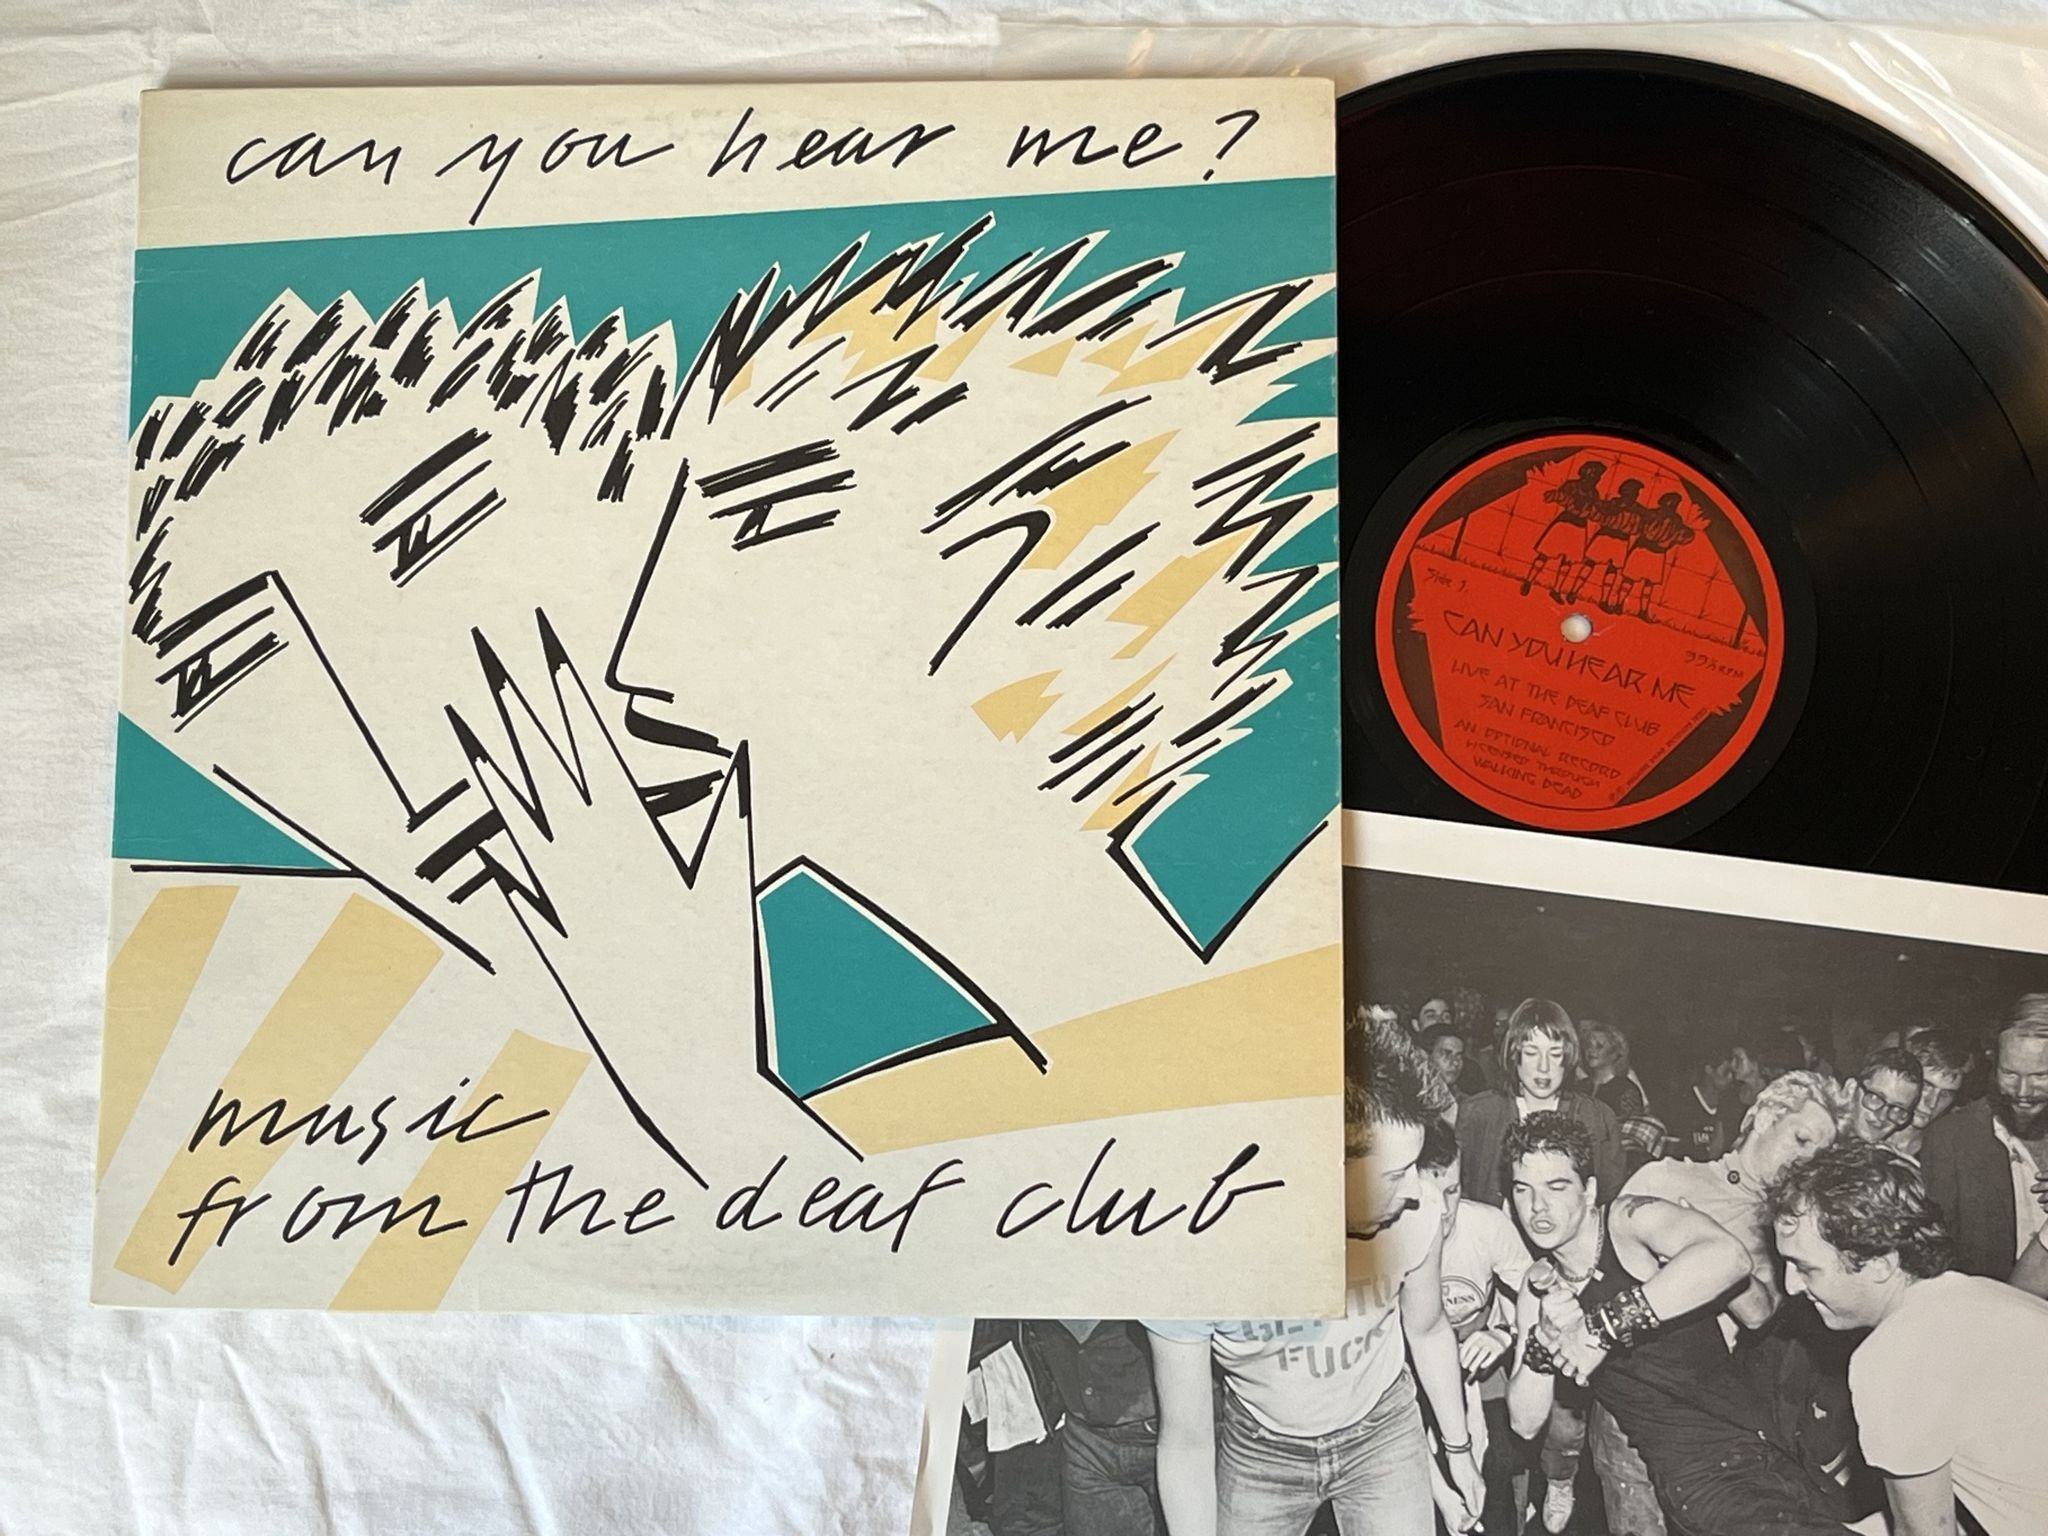 can you hear me?
music
from the deaf club
Side 1.
33⅓ RPM
CAN YOU HEAR ME
LIVE AT THE DEAF CLUB
SAN FRANCISCO
AN OPTIONAL RECORD
LICENSED THROUGH
WALKING DEAD
FUC